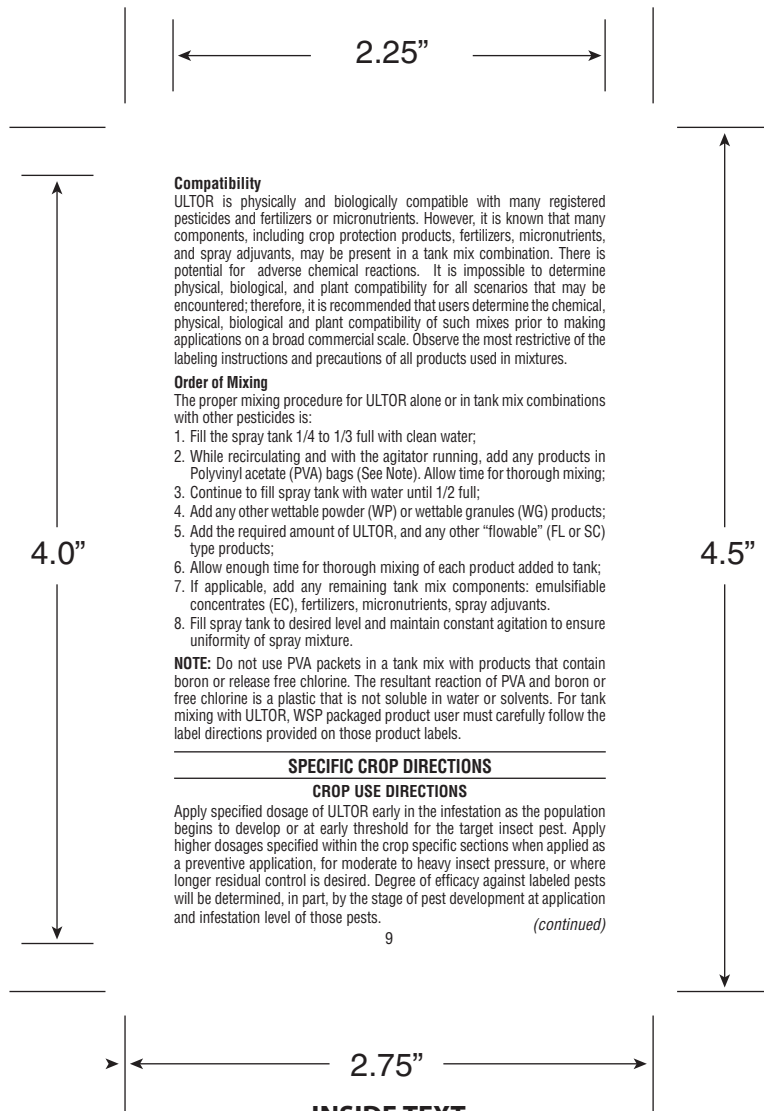 2.25”
Compatibility
ULTOR is physically and biologically compatible with many registered
pesticides and fertilizers or micronutrients. However, it is known that many
components, including crop protection products, fertilizers, micronutrients,
and spray adjuvants, may be present in a tank mix combination. There is
potential for adverse chemical reactions. It is impossible to determine
physical, biological, and plant compatibility for all scenarios that may be
encountered; therefore, it is recommended that users determine the chemical,
physical, biological and plant compatibility of such mixes prior to making
applications on a broad commercial scale. Observe the most restrictive of the
labeling instructions and precautions of all products used in mixtures.
Order of Mixing
The proper mixing procedure for ULTOR alone or in tank mix combinations
with other pesticides is:
1. Fill the spray tank 1/4 to 1/3 full with clean water;
2. While recirculating and with the agitator running, add any products in
Polyvinyl acetate (PVA) bags (See Note). Allow time for thorough mixing;
3. Continue to fill spray tank with water until 1/2 full;
4. Add any other wettable powder (WP) or wettable granules (WG) products;
5. Add the required amount of ULTOR, and any other “flowable” (FL or SC)
type products;
6. Allow enough time for thorough mixing of each product added to tank;
7. If applicable, add any remaining tank mix components: emulsifiable
concentrates (EC), fertilizers, micronutrients, spray adjuvants.
8. Fill spray tank to desired level and maintain constant agitation to ensure
uniformity of spray mixture.
NOTE: Do not use PVA packets in a tank mix with products that contain
boron or release free chlorine. The resultant reaction of PVA and boron or
free chlorine is a plastic that is not soluble in water or solvents. For tank
mixing with ULTOR, WSP packaged product user must carefully follow the
label directions provided on those product labels.
SPECIFIC CROP DIRECTIONS
CROP USE DIRECTIONS
Apply specified dosage of ULTOR early in the infestation as the population
begins to develop or at early threshold for the target insect pest. Apply
higher dosages specified within the crop specific sections when applied as
a preventive application, for moderate to heavy insect pressure, or where
longer residual control is desired. Degree of efficacy against labeled pests
will be determined, in part, by the stage of pest development at application
and infestation level of those pests.
(continued)
9
4.0”
4.5”
2.75”
INSIDE TEXT